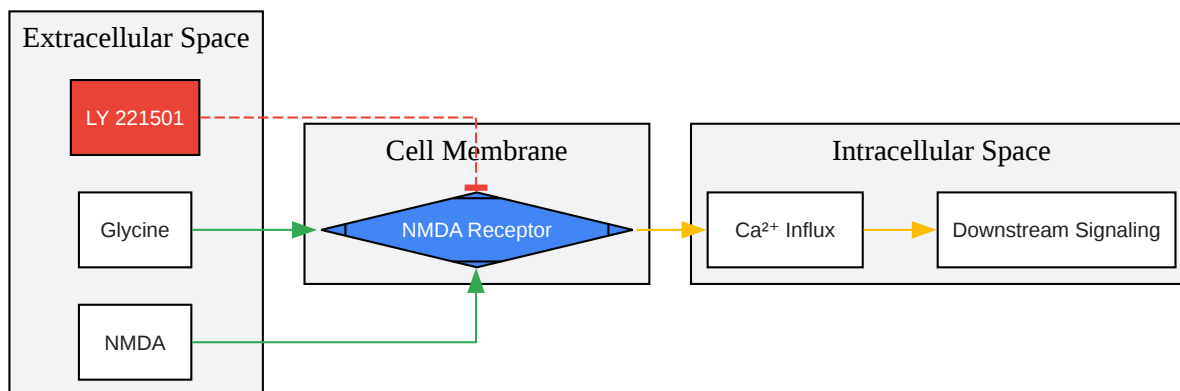 Extracellular Space
LY 221501
Glycine
NMDA
Cell Membrane
NMDA Receptor
Intracellular Space
Ca²⁺ Influx
Downstream Signaling